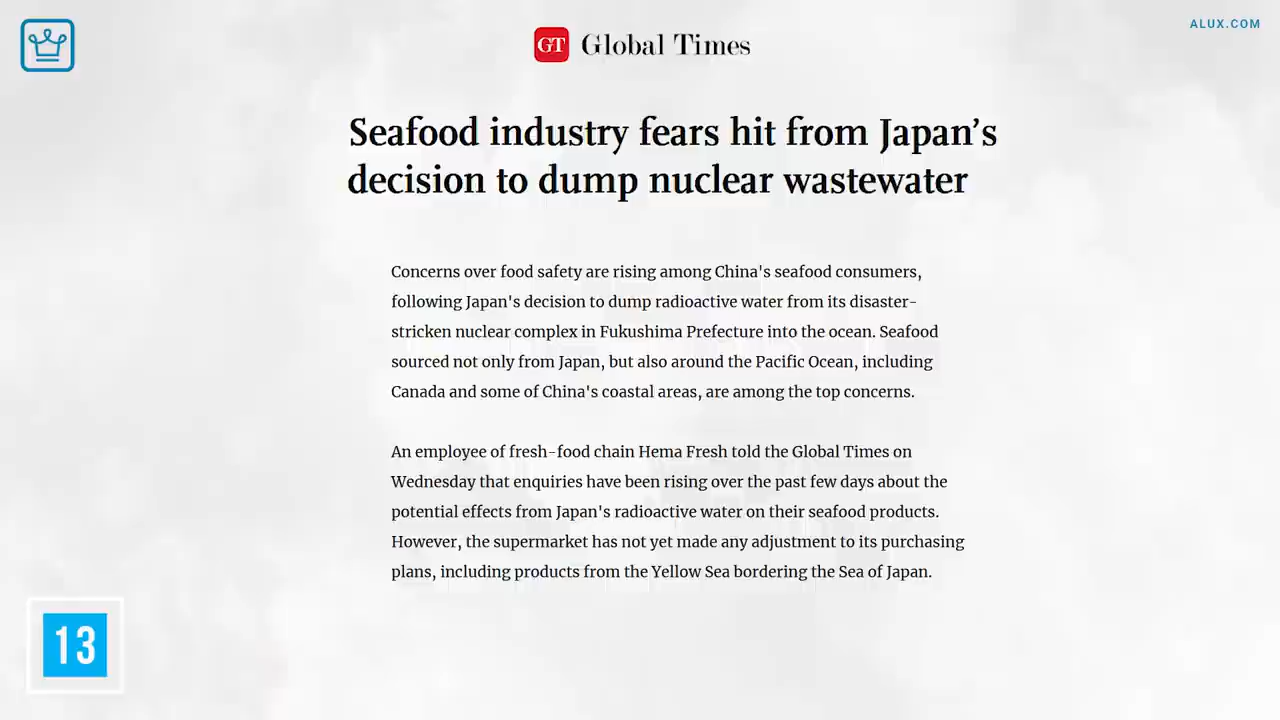 ALUX.COM
GT Global Times
Seafood industry fears hit from Japan's
decision to dump nuclear wastewater
Concerns over food safety are rising among China's seafood consumers,
following Japan's decision to dump radioactive water from its disaster-
stricken nuclear complex in Fukushima Prefecture into the ocean. Seafood
sourced not only from Japan, but also around the Pacific Ocean, including
Canada and some of China's coastal areas, are among the top concerns.
An employee of fresh-food chain Hema Fresh told the Global Times on
Wednesday that enquiries have been rising over the past few days about the
potential effects from Japan's radioactive water on their seafood products.
However, the supermarket has not yet made any adjustment to its purchasing
plans, including products from the Yellow Sea bordering the Sea of Japan.
13